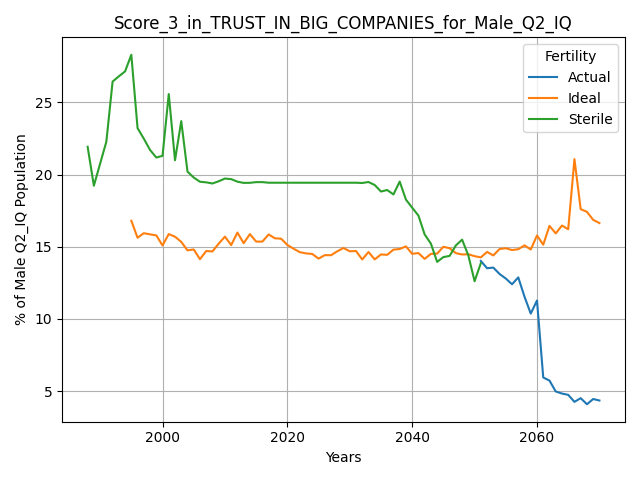 Score_3_in_TRUST_IN_BIG_COMPANIES_for_Male_Q2_IQ
Fertility
Actual
Ideal
Sterile
% of Male Q2_IQ Population
25
20
15
10
5
2000 2020 2040 2060
Years